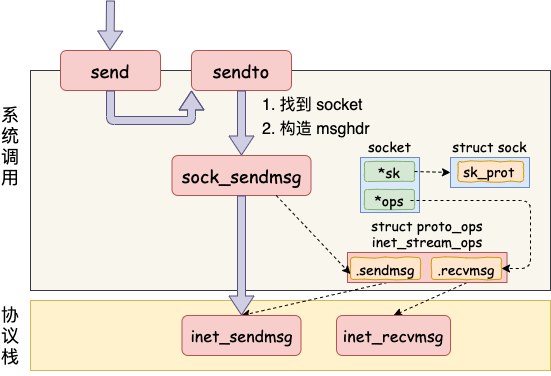 send
sendto
1. 找到 socket
2. 构造 msghdr
系统调用
sock_sendmsg
socket
*sk
*ops
struct sock
sk_prot
struct proto_ops
inet_stream_ops
.sendmsg
.recvmsg
协议栈
inet_sendmsg
inet_recvmsg